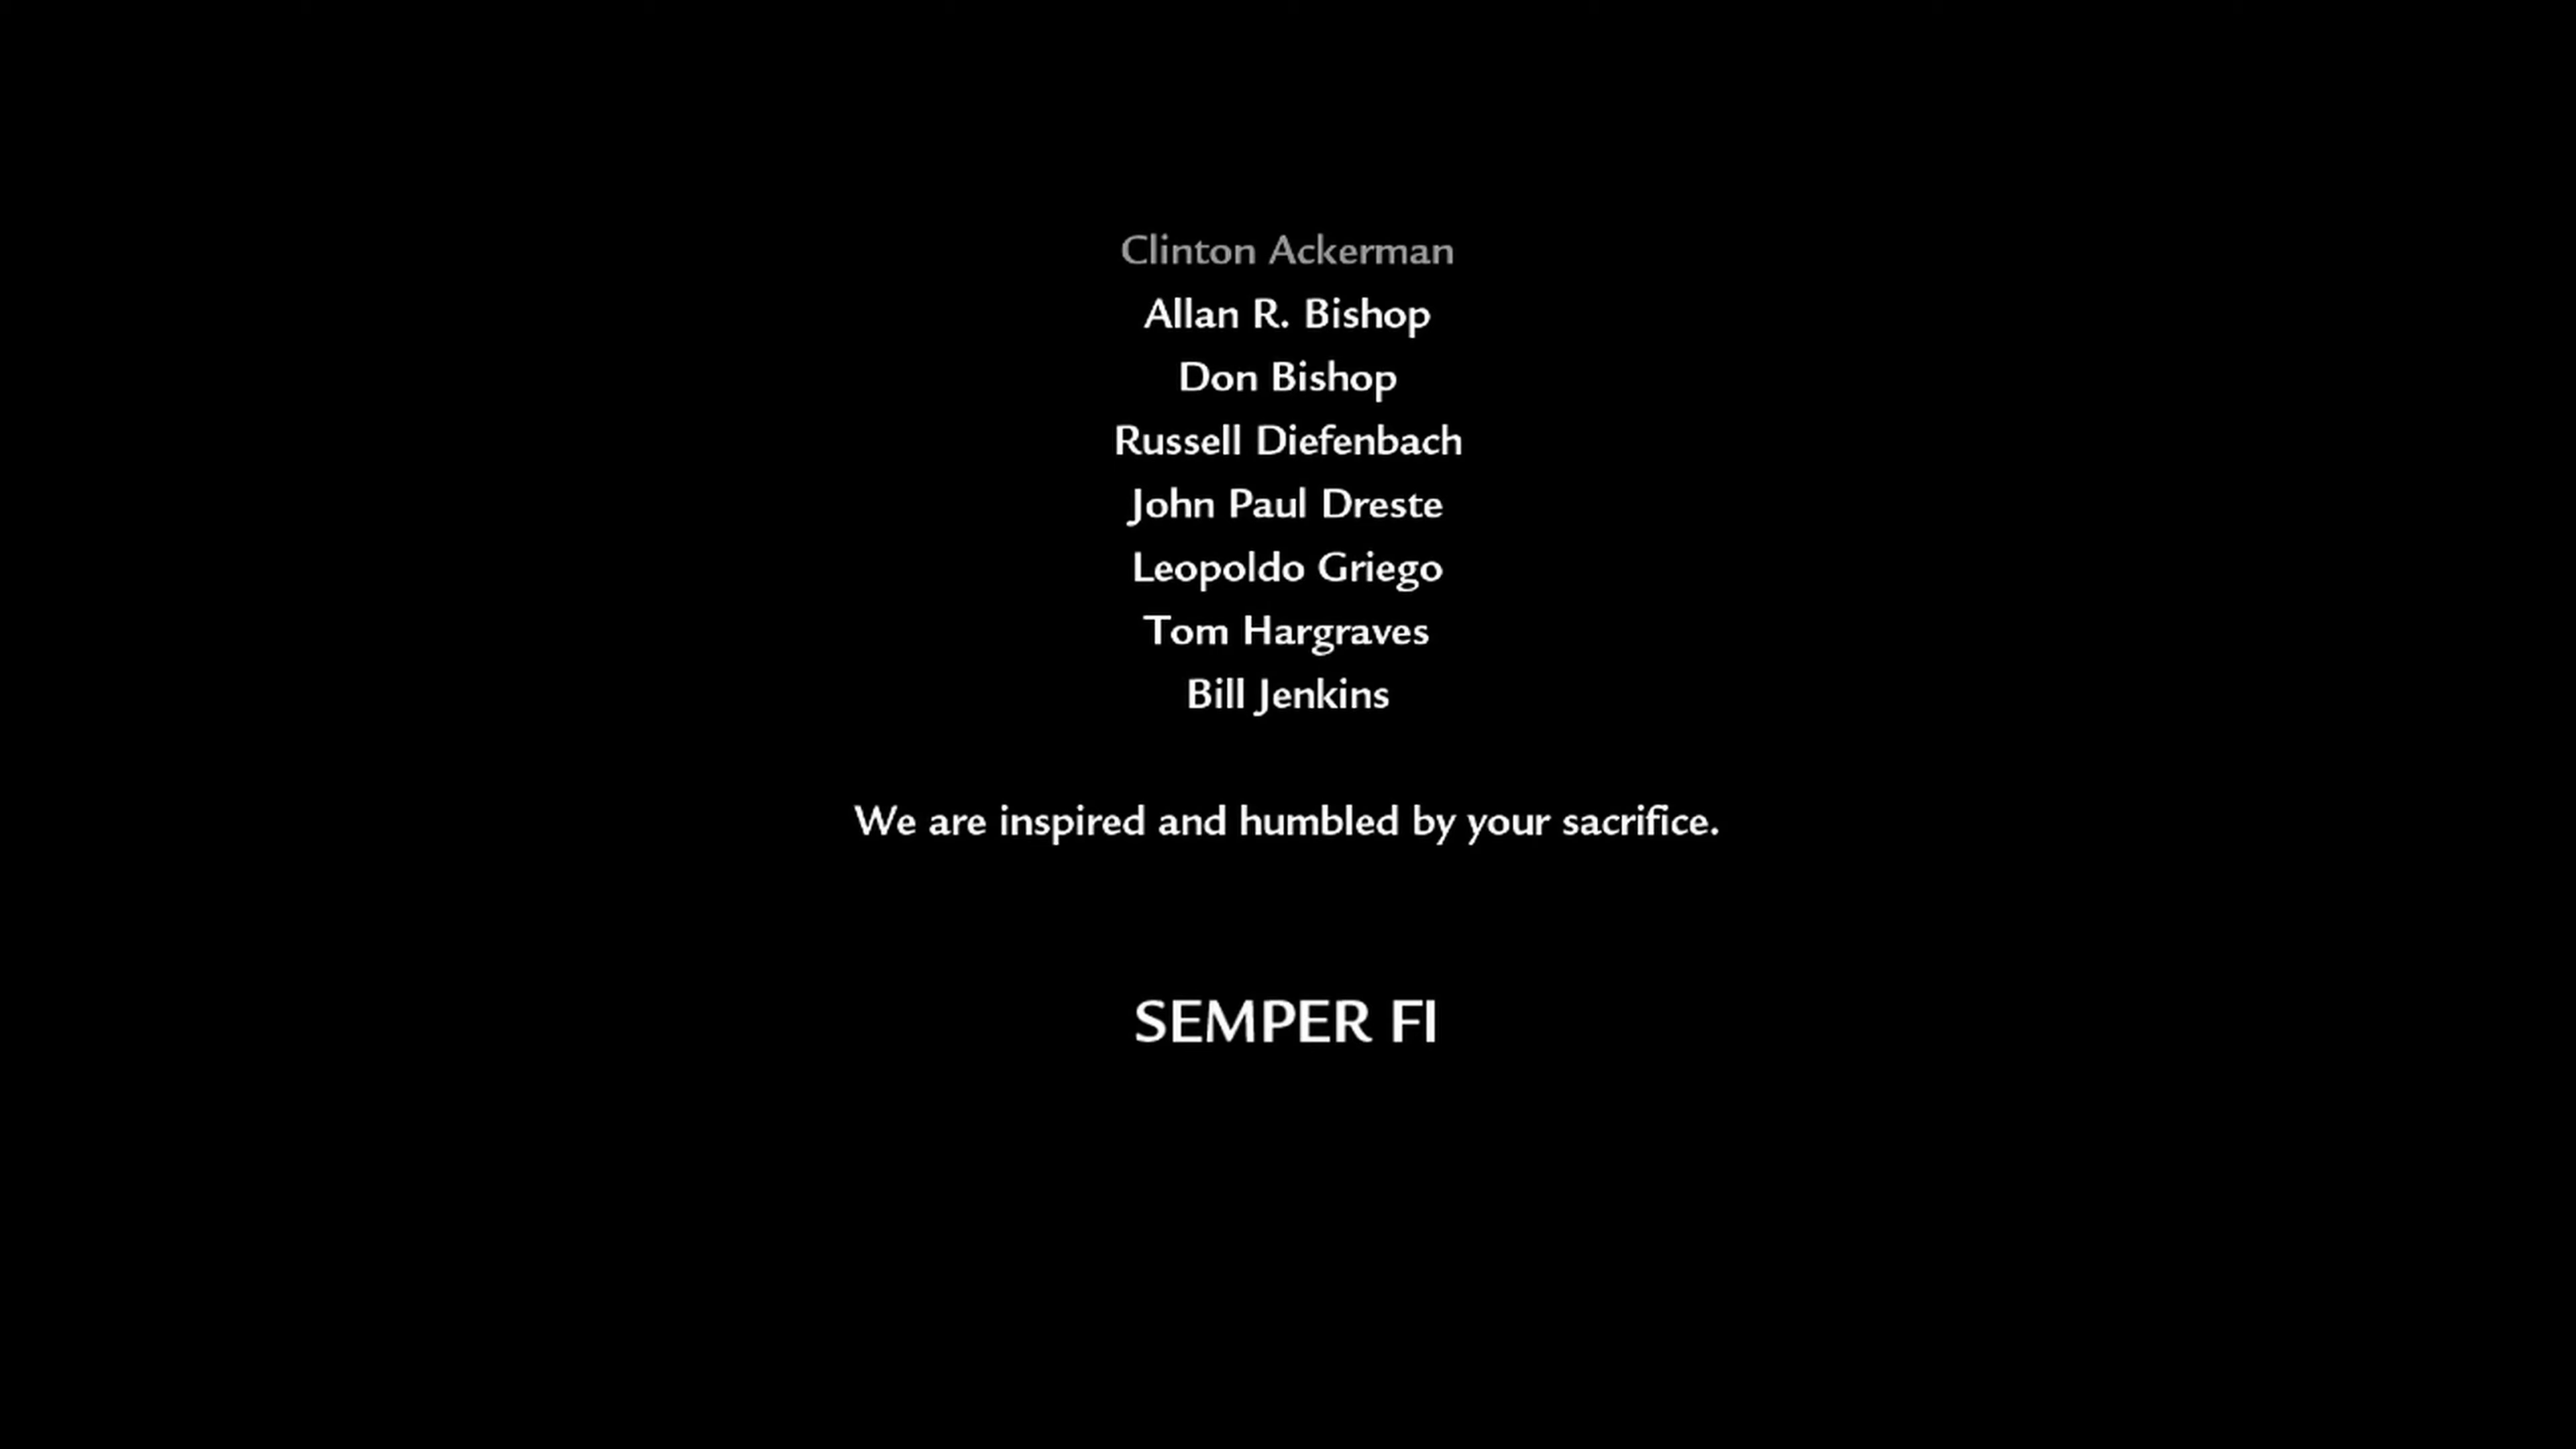 Clinton Ackerman
Allan R. Bishop
Don Bishop
Russell Diefenbach
John Paul Dreste
Leopoldo Griego
Tom Hargraves
Bill Jenkins
We are inspired and humbled by your sacrifice.
SEMPER FI